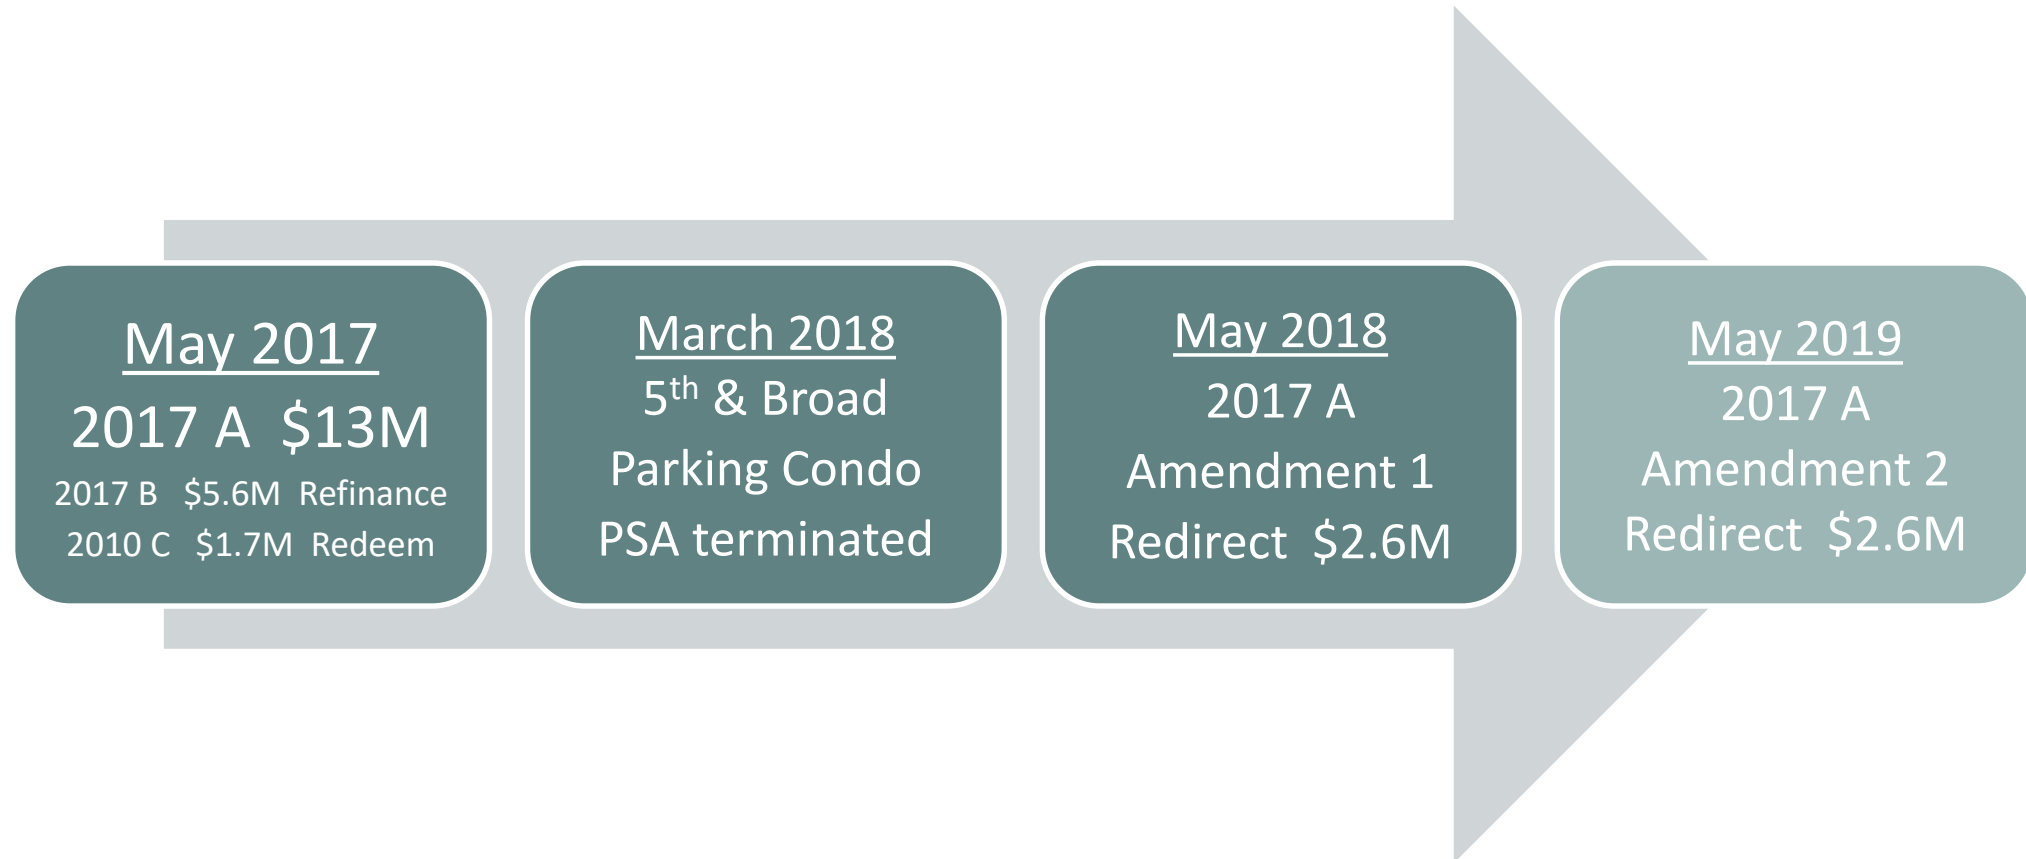 May 2017
2017 A $13M
2017 B $5.6M Refinance
2010 C $1.7M Redeem
March 2018
5th & Broad
Parking Condo
PSA terminated
May 2018
2017 A
Amendment 1
Redirect $2.6M
May 2019
2017 A
Amendment 2
Redirect $2.6M